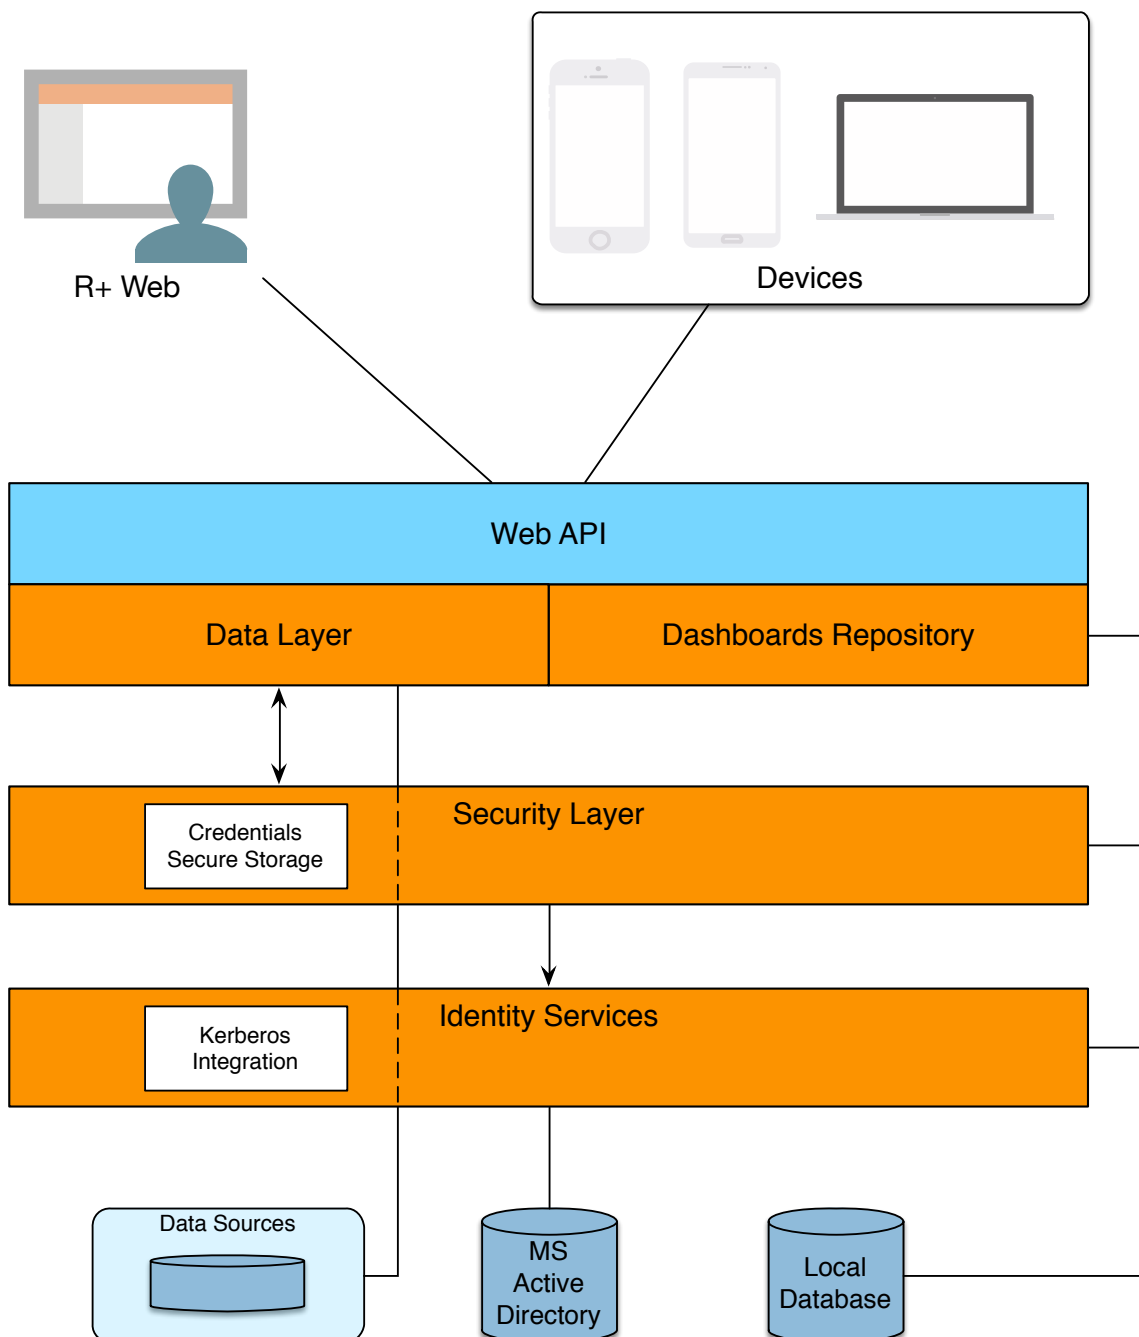 R+ Web
Devices
Web API
Data Layer
Dashboards Repository
Security Layer
Credentials
Secure Storage
Identity Services
Kerberos
Integration
Data Sources
MS
Active
Directory
Local
Database